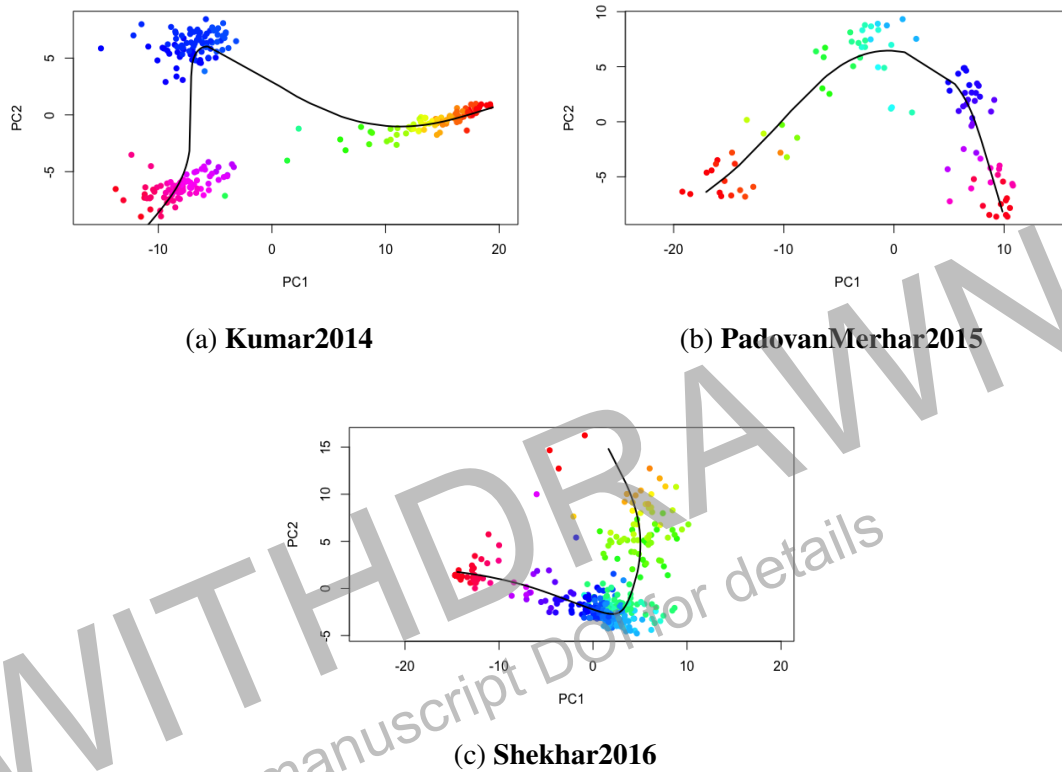 5
0
-5
PC2
-10
0
10
20
PC1
(a) Kumar2014
10
5
0
-5
PC2
-20
-10
0
10
PC1
(b) PadovanMerhar2015
15
10
5
0
-5
PC2
-20
-10
0
10
20
PC1
(c) Shekhar2016
WITHDRAWN
manuscript DOI for details